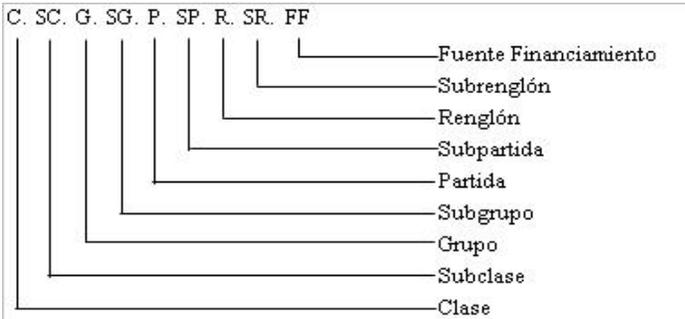 C. SC. G. SG. P. SP. R. SR. FF
Fuente Financiamiento
Subrenglón
Renglón
Subpartida
Partida
Subgrupo
Grupo
Subclase
Clase